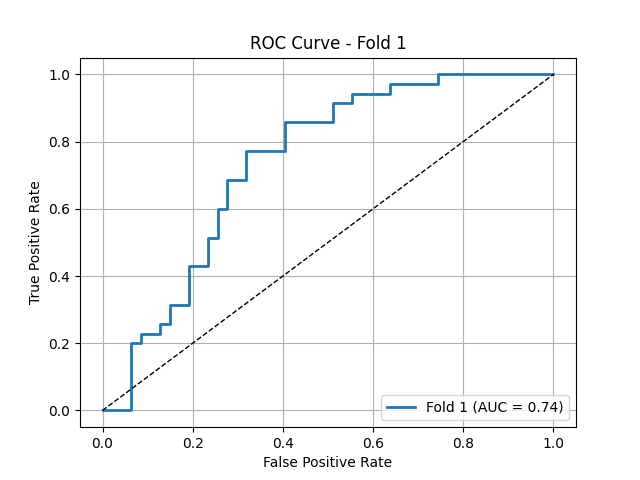 ROC Curve - Fold 1
True Positive Rate
1.0
0.8
0.6
0.4
0.2
0.0
Fold 1 (AUC = 0.74)
0.0 0.2 0.4 0.6 0.8 1.0
False Positive Rate